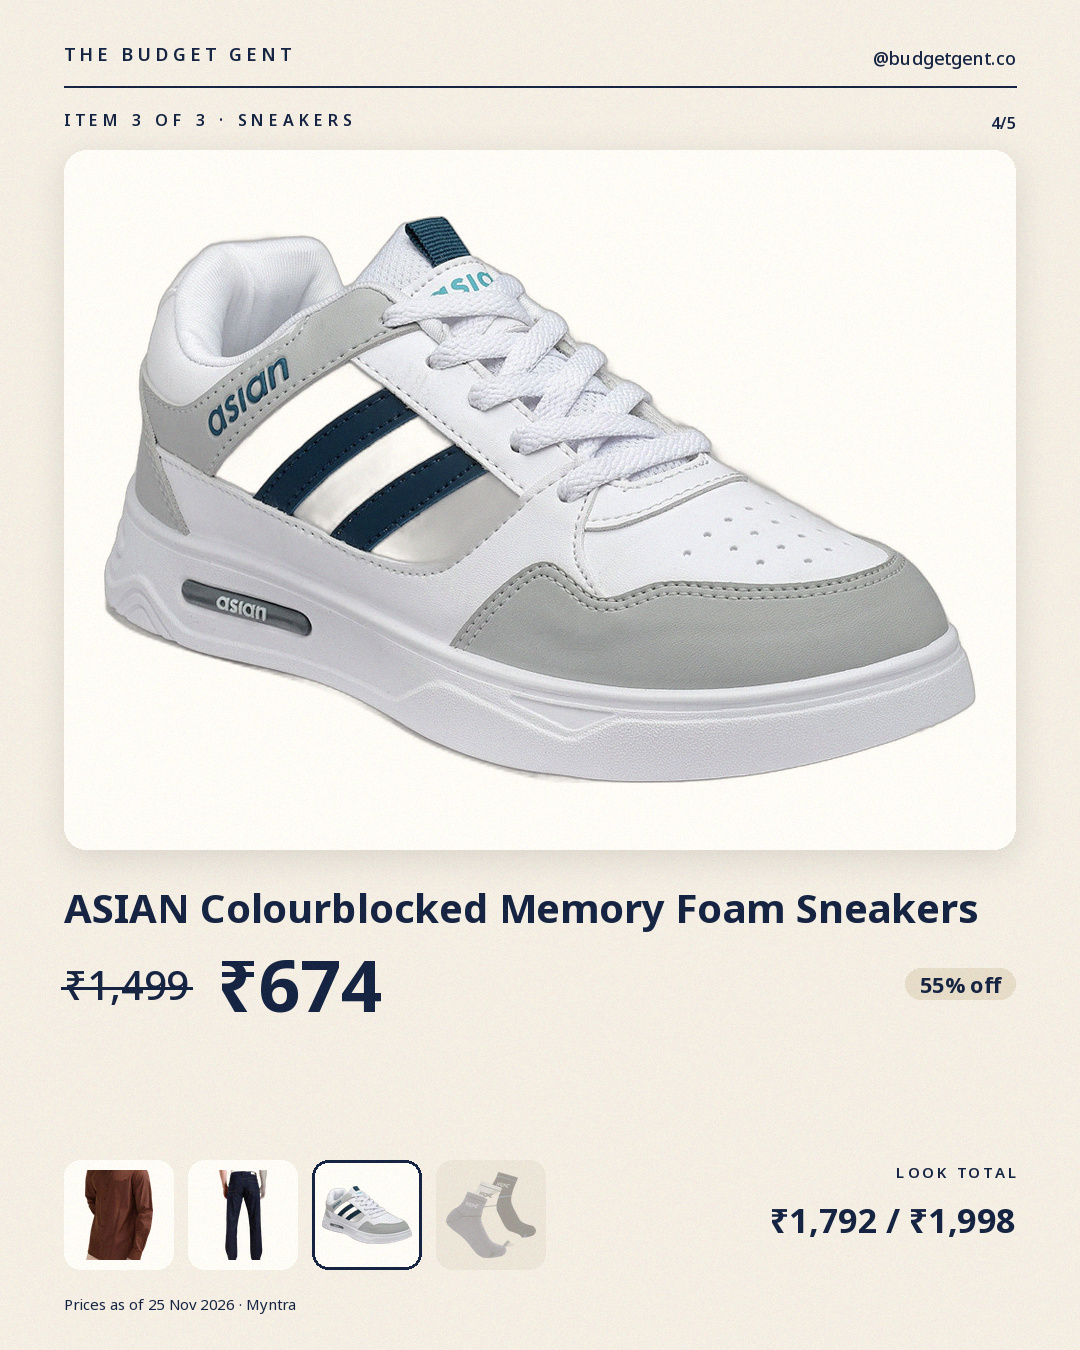 THE BUDGET GENT
@budgetgent.co
ITEM 3 OF 3 · SNEAKERS
4/5
asia
asian
asian
ASIAN Colourblocked Memory Foam Sneakers
₹1,499 ₹674
55% off
LOOK TOTAL
₹1,792 / ₹1,998
Prices as of 25 Nov 2026 · Myntra